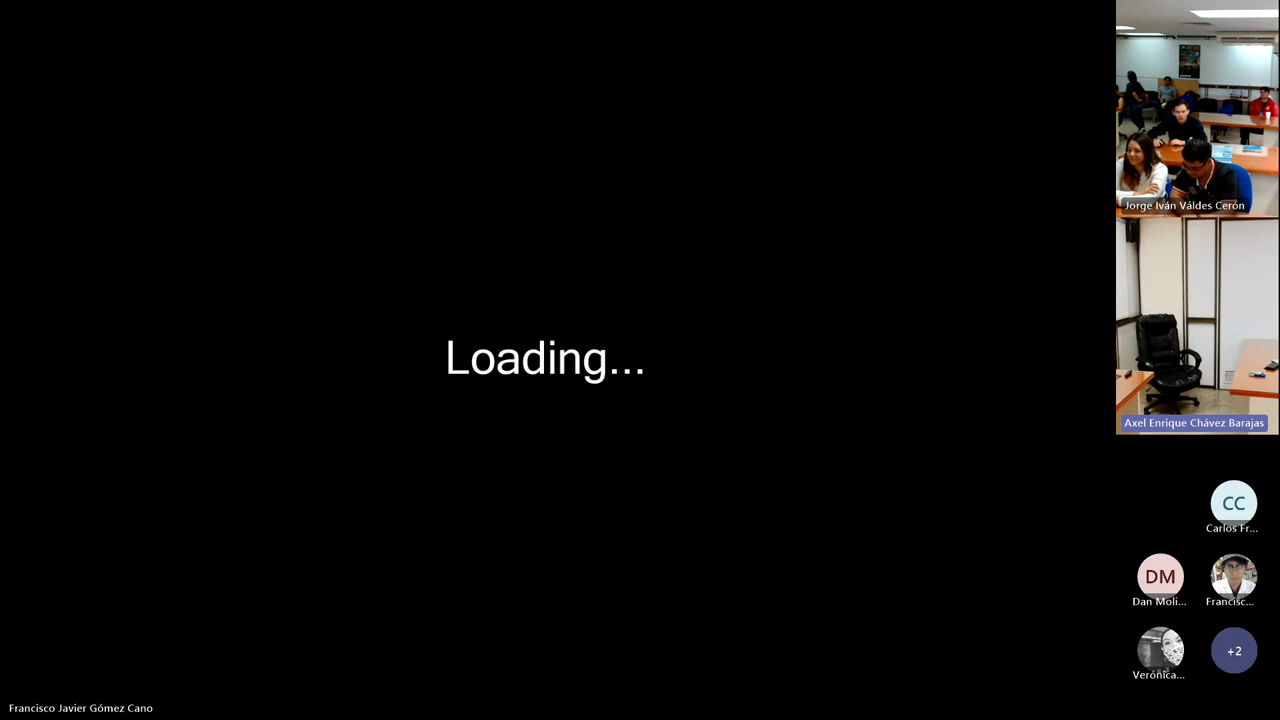 Loading...
Jorge Iván Váldes Cerón
Axel Enrique Chávez Barajas
CC
Carlos Fr...
DM
Dan Moli...
Francisc...
Verónica...
+2
Francisco Javier Gómez Cano